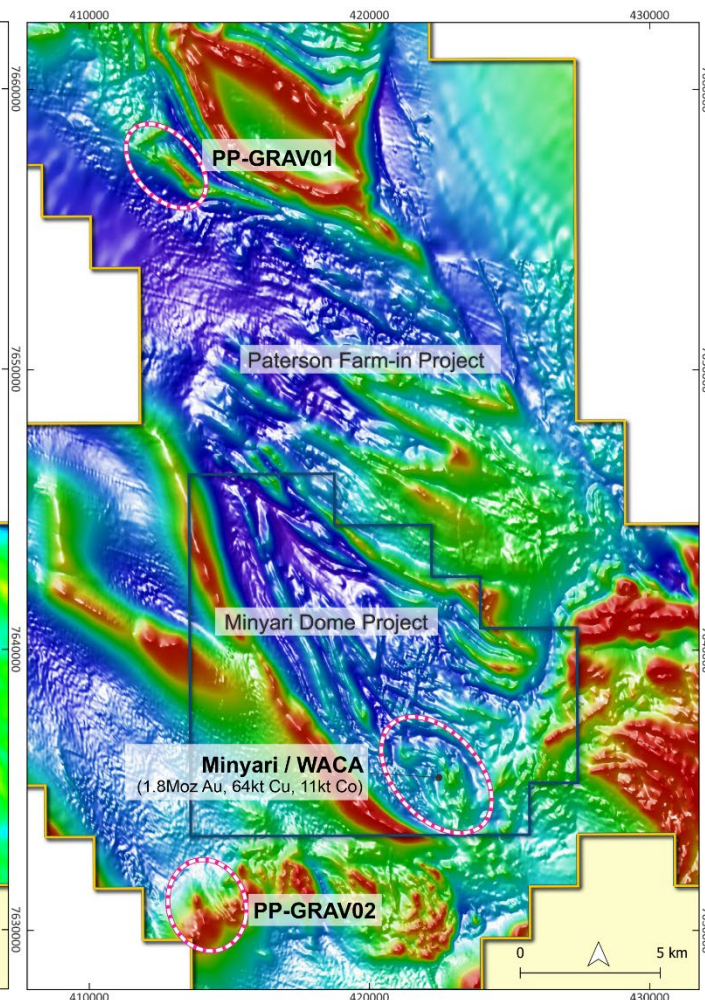 410000
420000
430000
7660000
PP-GRAV01
7650000
Paterson Farm-in Project
Minyari Dome Project
7640000
Minyari / WACA
(1.8Moz Au, 64kt Cu, 11kt Co)
PP-GRAV02
7630000
0
5 km
410000
420000
430000